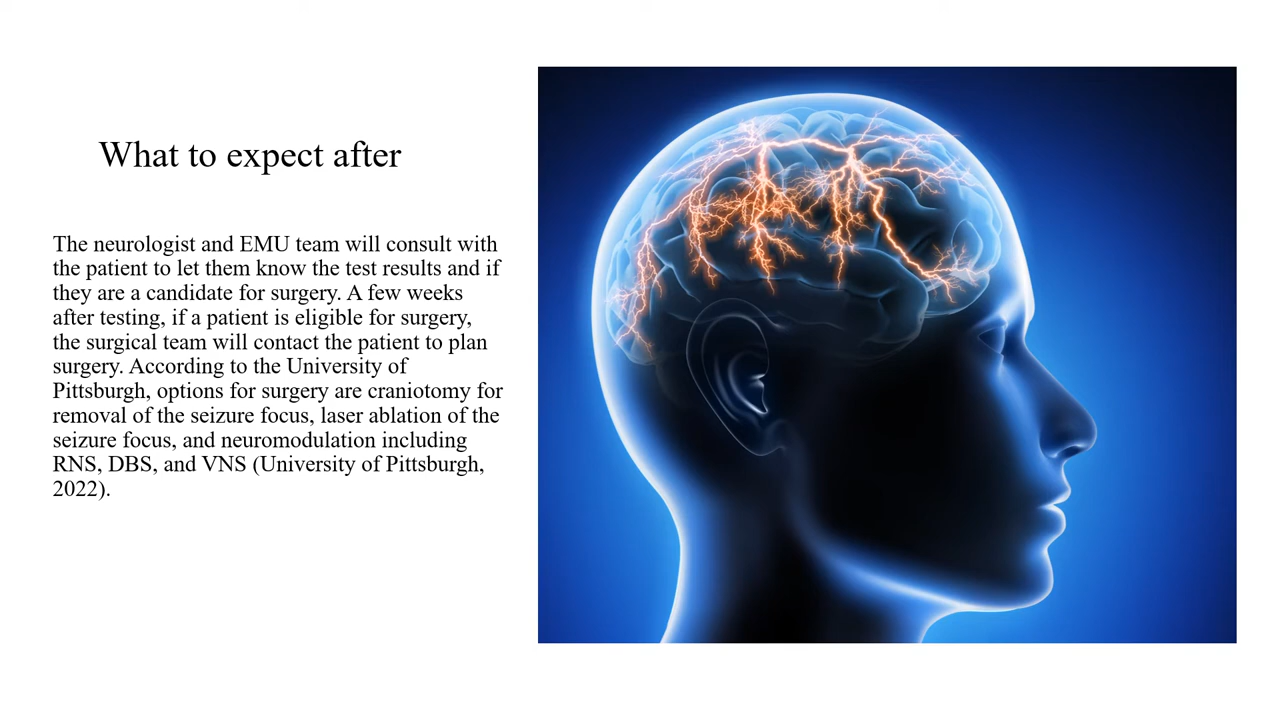 What to expect after
The neurologist and EMU team will consult with
the patient to let them know the test results and if
they are a candidate for surgery. A few weeks
after testing, if a patient is eligible for surgery,
the surgical team will contact the patient to plan
surgery. According to the University of
Pittsburgh, options for surgery are craniotomy for
removal of the seizure focus, laser ablation of the
seizure focus, and neuromodulation including
RNS, DBS, and VNS (University of Pittsburgh,
2022).